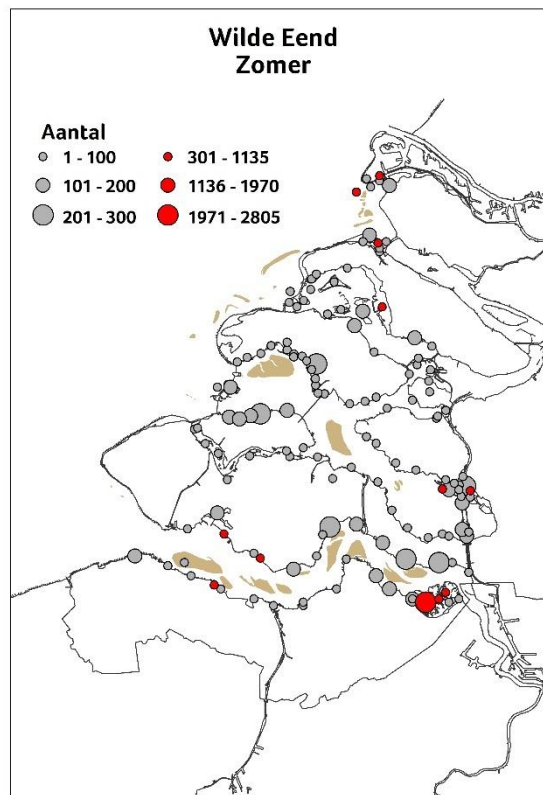 Wilde Eend
Zomer
Aantal
1 - 100 301 - 1135
101 - 200 1136 - 1970
201 - 300 1971 - 2805